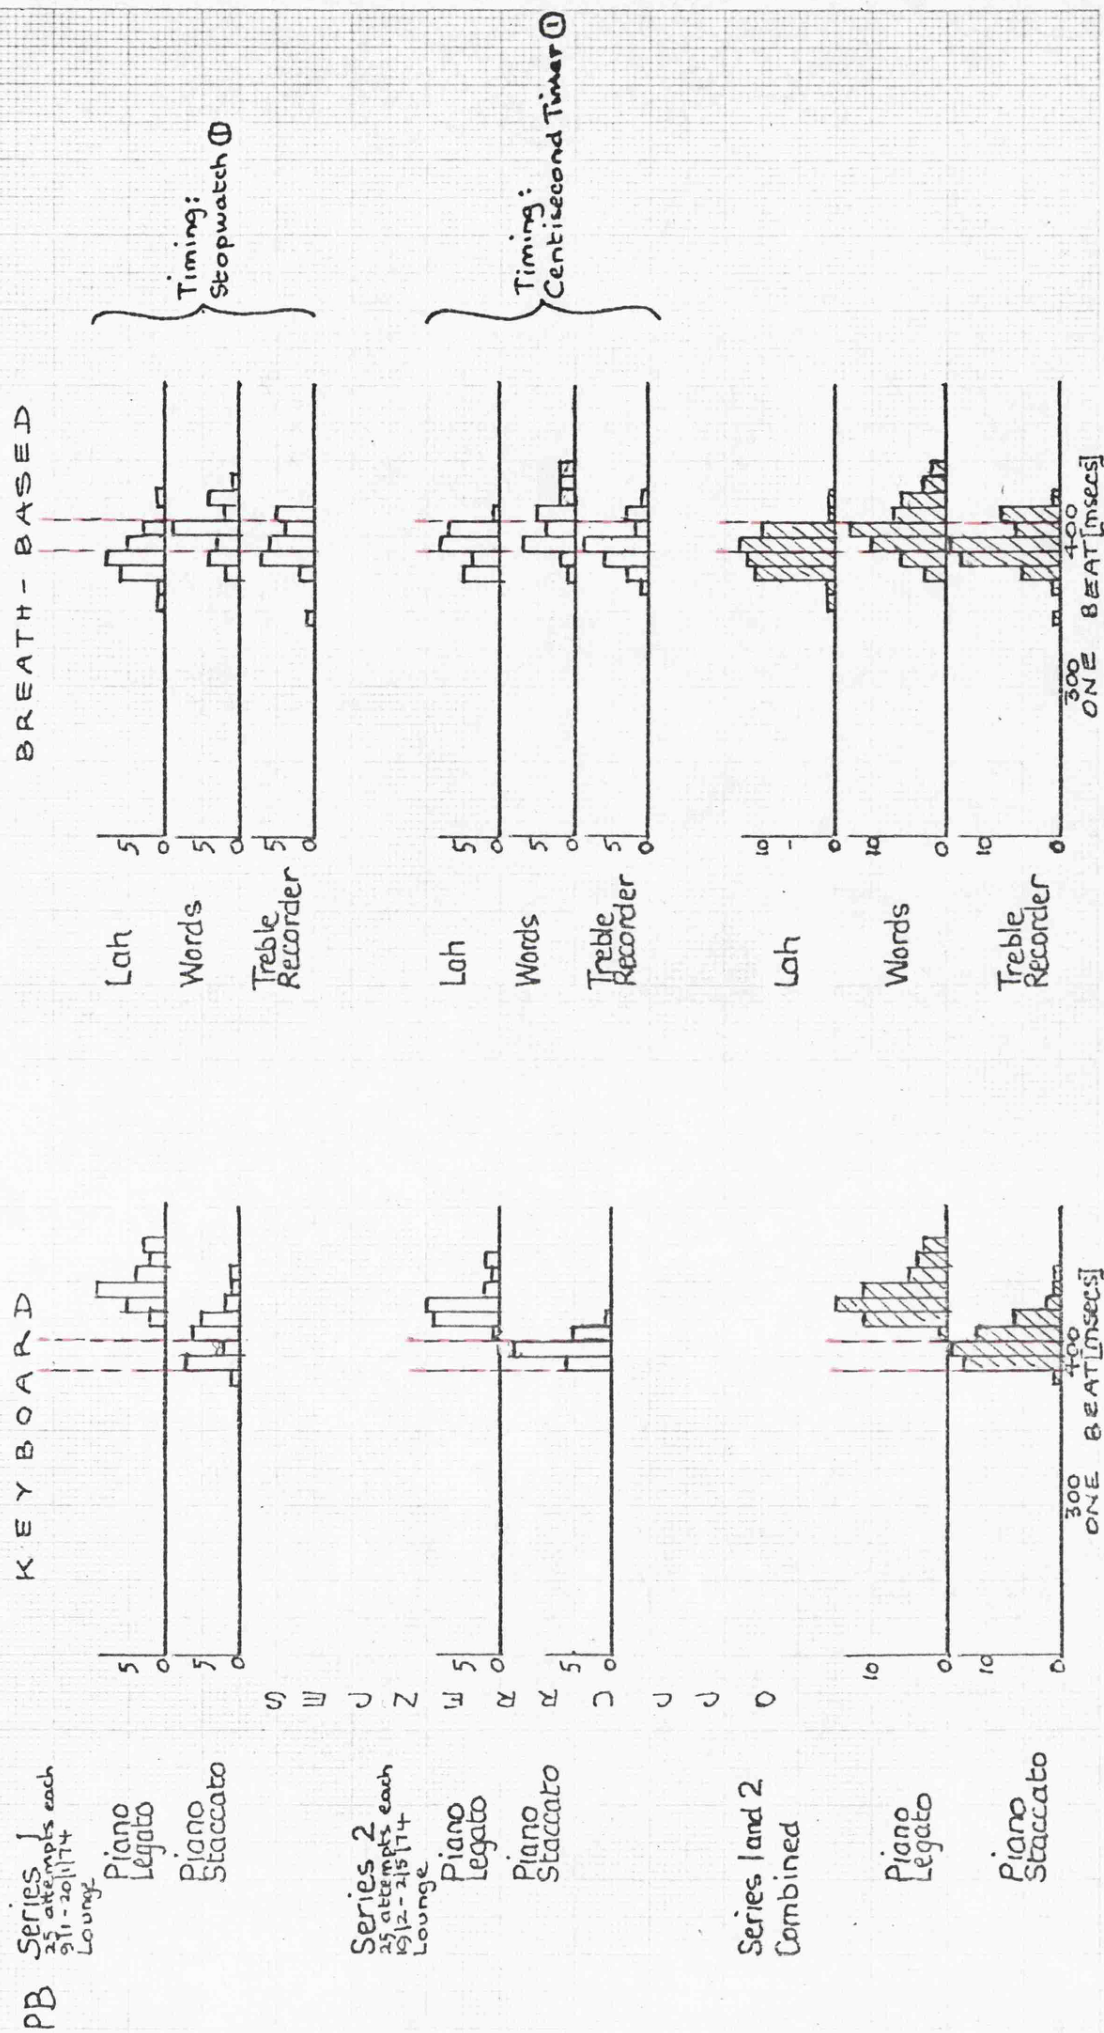 PB
Series 1
25 attempts each
9/1 - 20/1/74
Lounge
KEYBOARD
BREATH-BASED
Piano
Legato
5
0
Piano
Staccato
5
0
Lah
5
0
Words
5
0
Treble
Recorder
5
0
Timing:
Stopwatch ①
OCCURRENCES
Series 2
25 attempts each
19/2 - 2/5/74
Lounge
Piano
Legato
5
0
Piano
Staccato
5
0
Lah
5
0
Words
5
0
Treble
Recorder
5
0
Timing:
Centisecond Timer ①
Series 1 and 2
Combined
Piano
Legato
10
0
Piano
Staccato
10
0
300
400
ONE BEAT [msecs]
Lah
10
0
Words
10
0
Treble
Recorder
10
0
300
400
ONE BEAT [msecs]